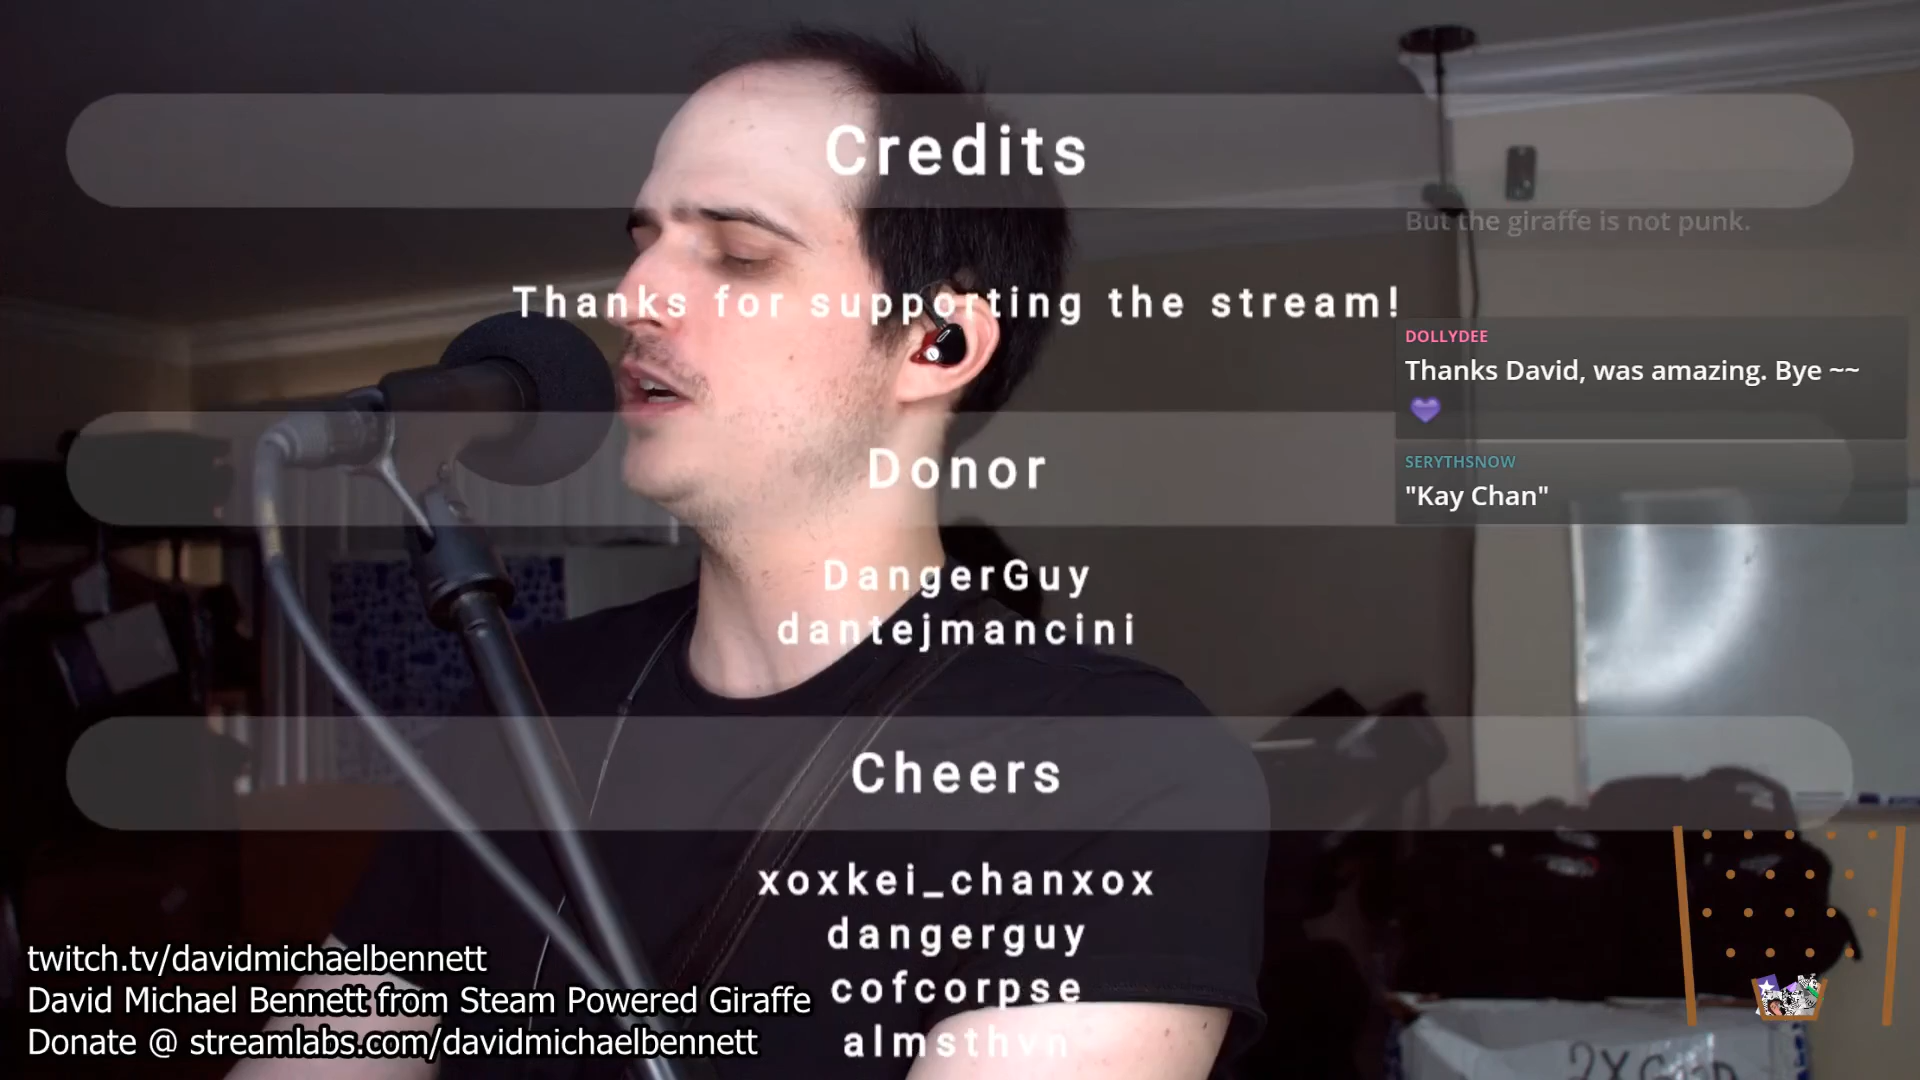 Credits
But the giraffe is not punk.
Thanks for supporting the stream!
DOLLYDEE
Thanks David, was amazing. Bye ~~
Donor
SERYTHSNOW
"Kay Chan"
DangerGuy
dantejmancini
Cheers
xoxkei_chanxox
dangerguy
cofcorpse
almsthvn
twitch.tv/davidmichaelbennett
David Michael Bennett from Steam Powered Giraffe
Donate @ streamlabs.com/davidmichaelbennett